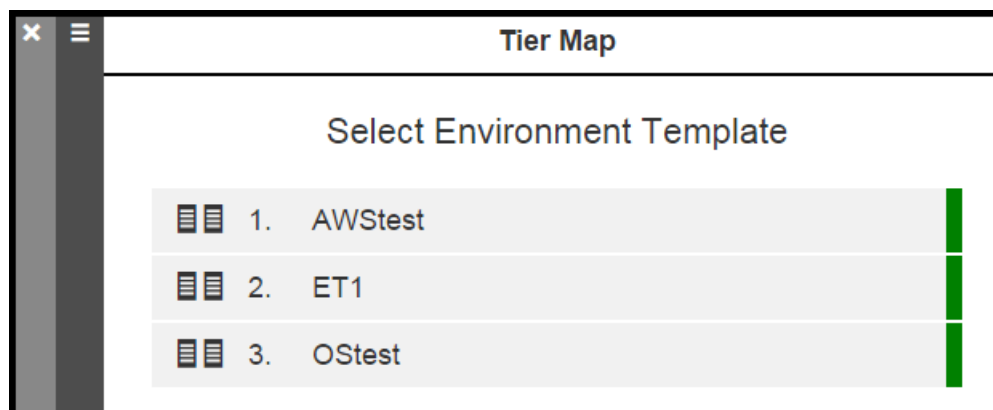 Tier Map
Select Environment Template
1. AWStest
2. ET1
3. OStest